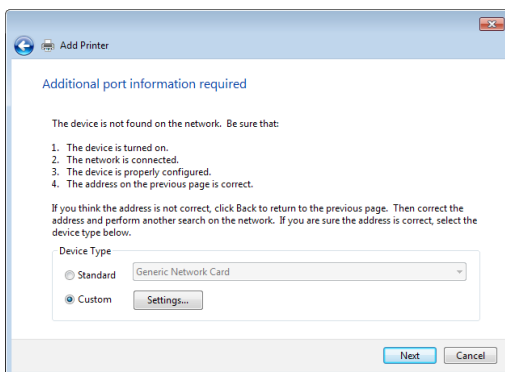 Add Printer
Additional port information required
The device is not found on the network. Be sure that:
1. The device is turned on.
2. The network is connected.
3. The device is properly configured.
4. The address on the previous page is correct.
If you think the address is not correct, click Back to return to the previous page. Then correct the
address and perform another search on the network. If you are sure the address is correct, select the
device type below.
Device Type
Standard
Generic Network Card
Custom
Settings...
Next
Cancel